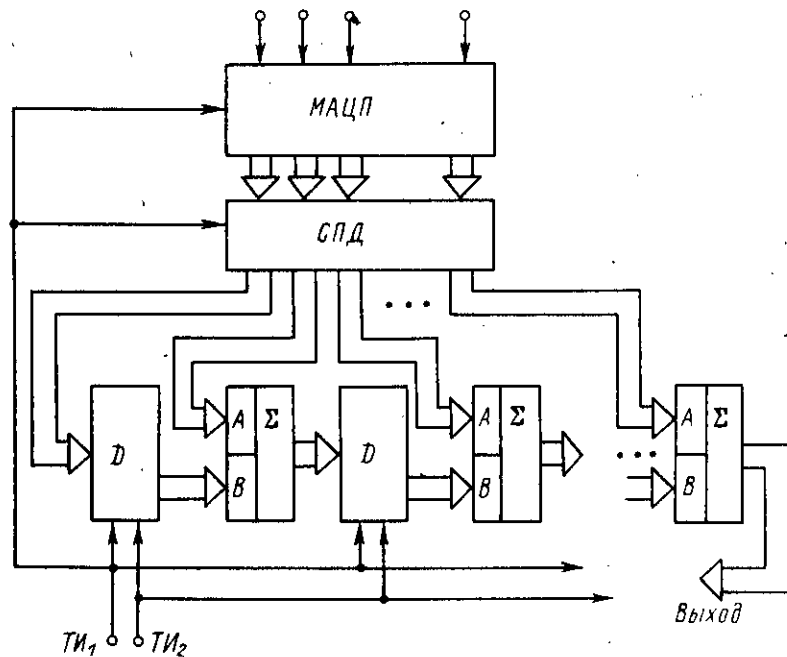 МАЦП
СПД
• • •
D
A Σ
B
D
A Σ
B
• • •
A Σ
B
Выход
ТИ₁ ТИ₂